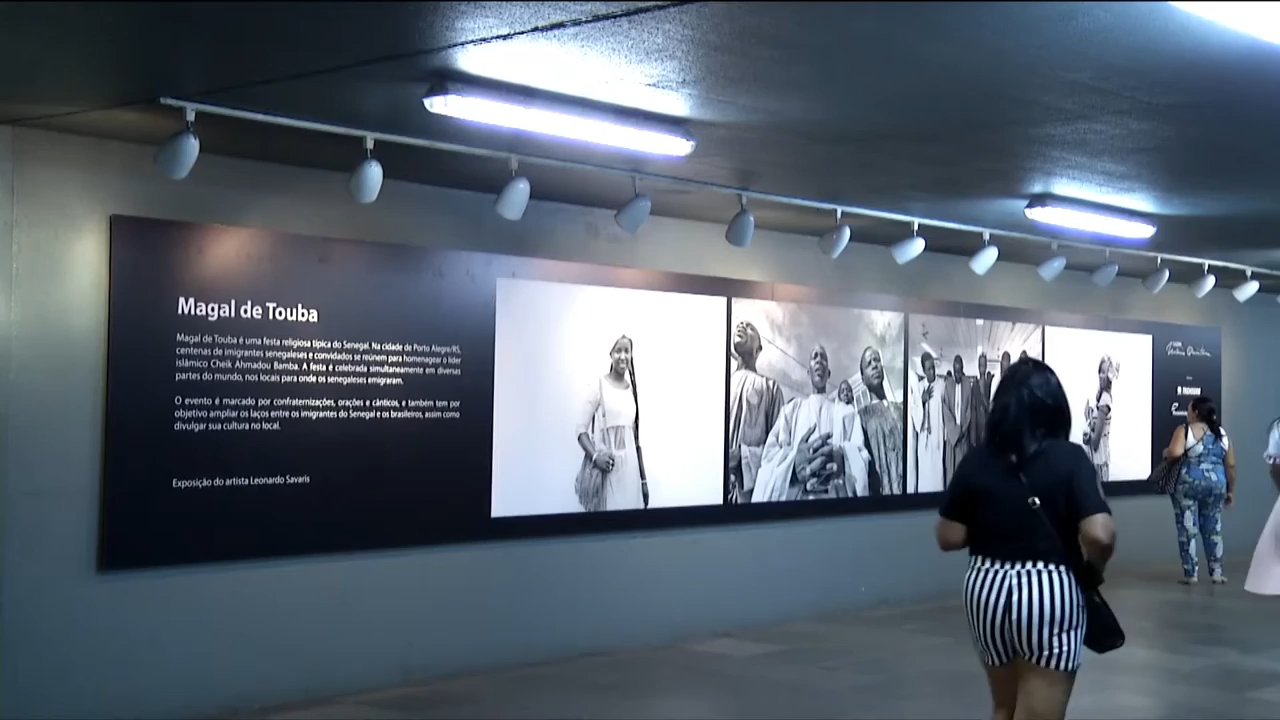 Magal de Touba
Magal de Touba é uma festa religiosa típica do Senegal. Na cidade de Porto Alegre/RS,
centenas de imigrantes senegaleses e convidados se reúnem para homenagear o líder
islâmico Cheik Ahmadou Bamba. A festa é celebrada simultaneamente em diversas
partes do mundo, nos locais para onde os senegaleses emigraram.
O evento é marcado por confraternizações, orações e cânticos, e também tem por
objetivo ampliar os laços entre os imigrantes do Senegal e os brasileiros, assim como
divulgar sua cultura no local.
Exposição do artista Leonardo Savaris